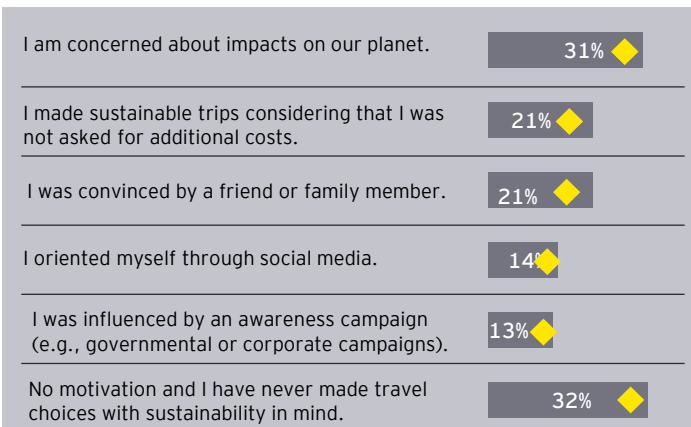 I am concerned about impacts on our planet.
31%
I made sustainable trips considering that I was
not asked for additional costs.
21%
I was convinced by a friend or family member.
21%
I oriented myself through social media.
14%
I was influenced by an awareness campaign
(e.g., governmental or corporate campaigns).
13%
No motivation and I have never made travel
choices with sustainability in mind.
32%